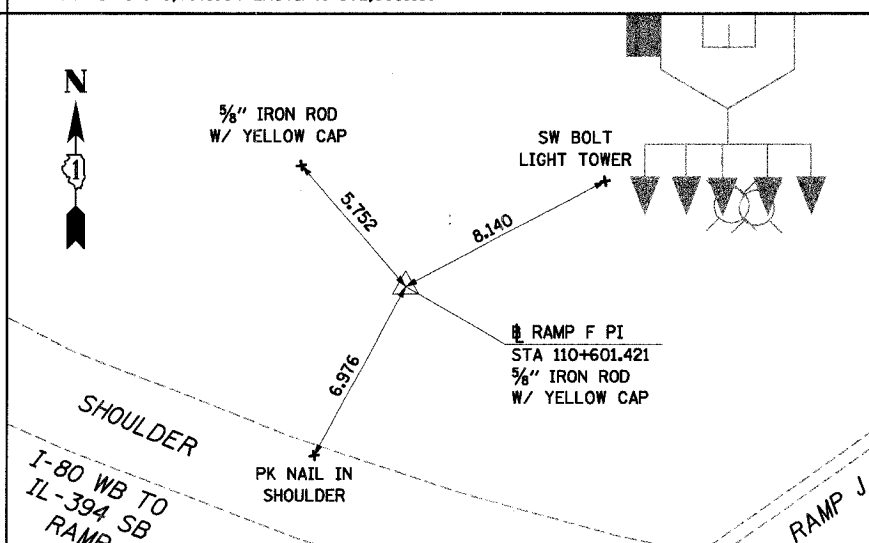 N
1
⅝" IRON ROD
W/ YELLOW CAP
SW BOLT
LIGHT TOWER
5.752
8.140
6.976
℄ RAMP F PI
STA 110+601.421
⅝" IRON ROD
W/ YELLOW CAP
SHOULDER
PK NAIL IN
SHOULDER
I-80 WB TO
IL-394 SB
RAMP
RAMP J